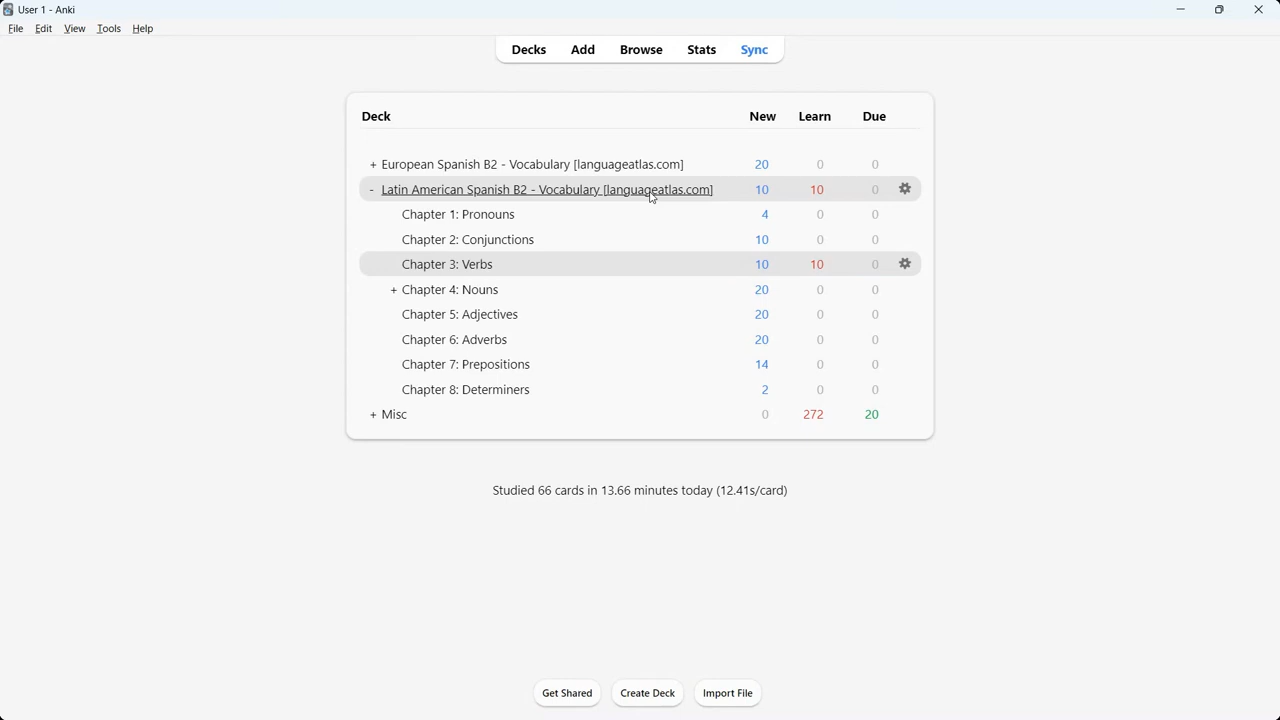 User 1 - Anki
File Edit View Tools Help
Decks Add Browse Stats Sync
Deck New Learn Due
+ European Spanish B2 - Vocabulary [languageatlas.com] 20 0 0
- Latin American Spanish B2 - Vocabulary [languageatlas.com] 10 10 0
Chapter 1: Pronouns 4 0 0
Chapter 2: Conjunctions 10 0 0
Chapter 3: Verbs 10 10 0
+ Chapter 4: Nouns 20 0 0
Chapter 5: Adjectives 20 0 0
Chapter 6: Adverbs 20 0 0
Chapter 7: Prepositions 14 0 0
Chapter 8: Determiners 2 0 0
+ Misc 0 272 20
Studied 66 cards in 13.66 minutes today (12.41s/card)
Get Shared Create Deck Import File